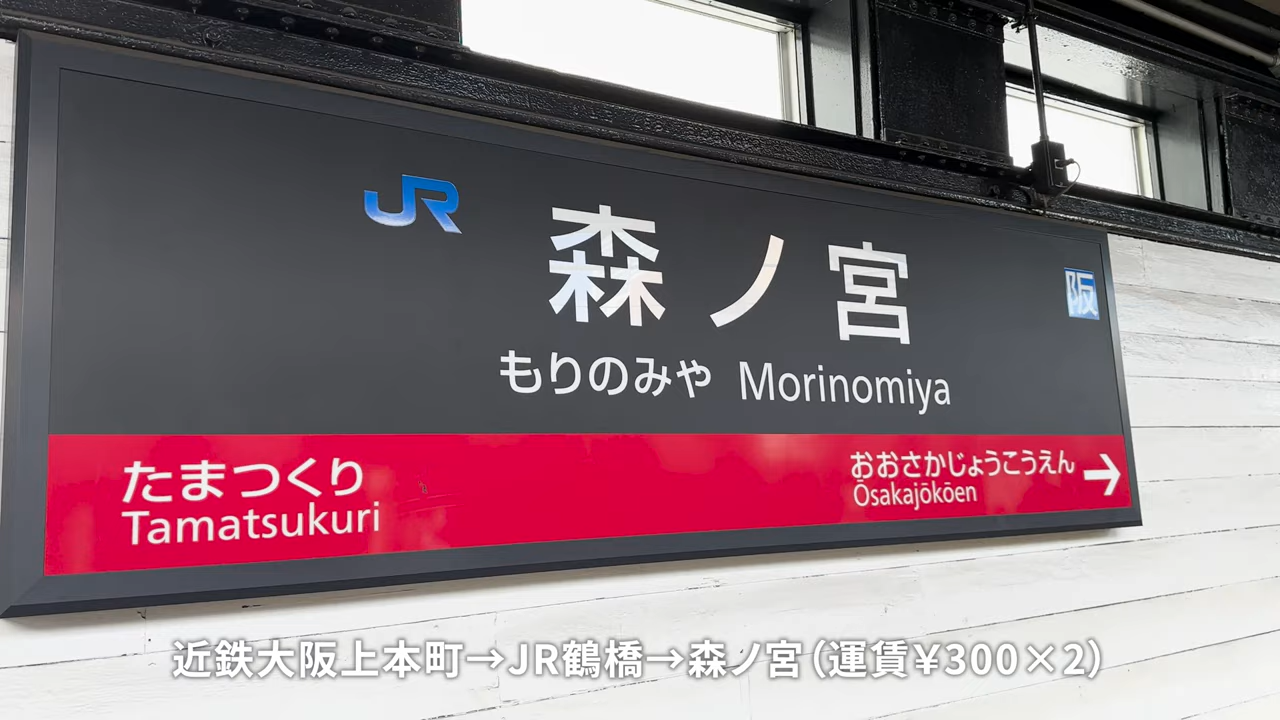 JR
森ノ宮
阪
もりのみや Morinomiya
たまつくり
Tamatsukuri
おおさかじょうこうえん →
Ōsakajōkōen
近鉄大阪上本町→JR鶴橋→森ノ宮（運賃¥300×2）